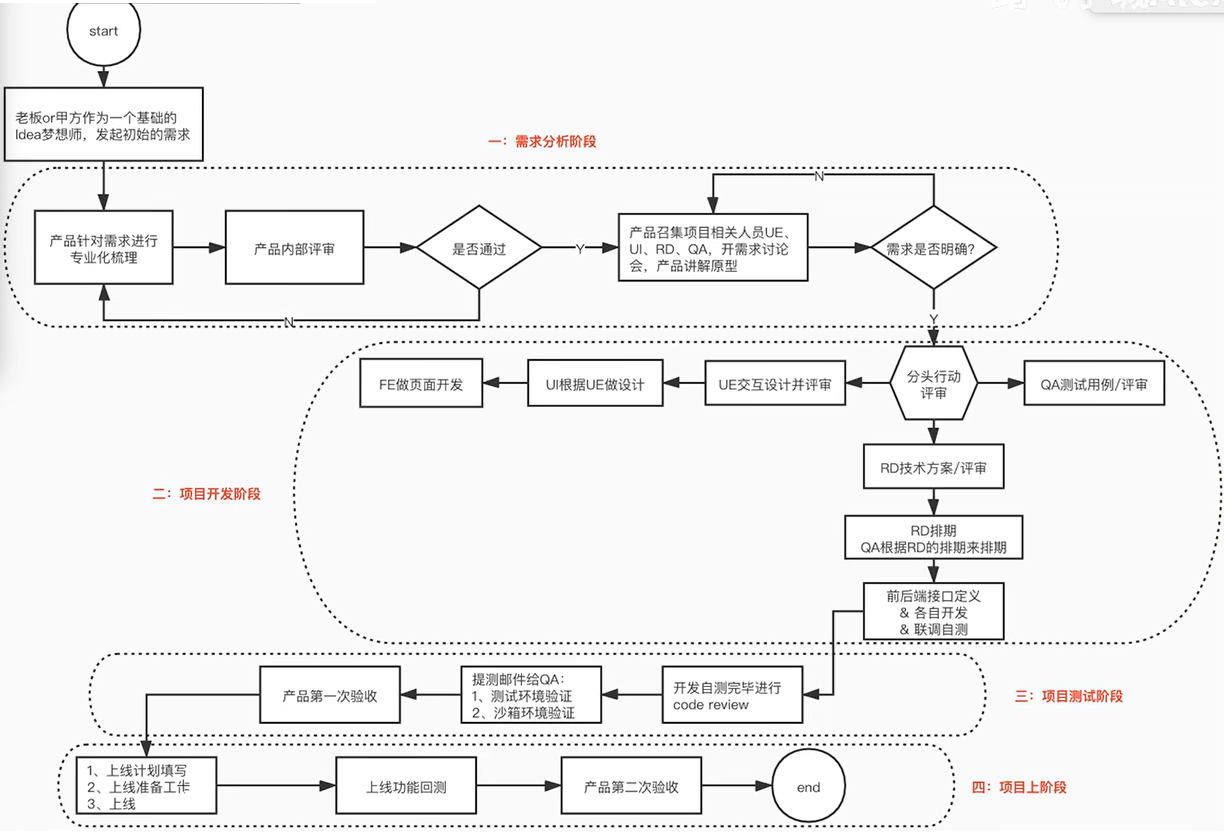 start
老板or甲方作为一个基础的
Idea梦想师，发起初始的需求
一：需求分析阶段
产品针对需求进行
专业化梳理
产品内部评审
是否通过
Y
N
产品召集项目相关人员UE、
UI、RD、QA，开需求讨论
会，产品讲解原型
需求是否明确?
N
Y
分头行动
评审
UE交互设计并评审
UI根据UE做设计
FE做页面开发
QA测试用例/评审
RD技术方案/评审
二：项目开发阶段
RD排期
QA根据RD的排期来排期
前后端接口定义
& 各自开发
& 联调自测
开发自测完毕进行
code review
提测邮件给QA：
1、测试环境验证
2、沙箱环境验证
产品第一次验收
三：项目测试阶段
1、上线计划填写
2、上线准备工作
3、上线
上线功能回测
产品第二次验收
end
四：项目上阶段